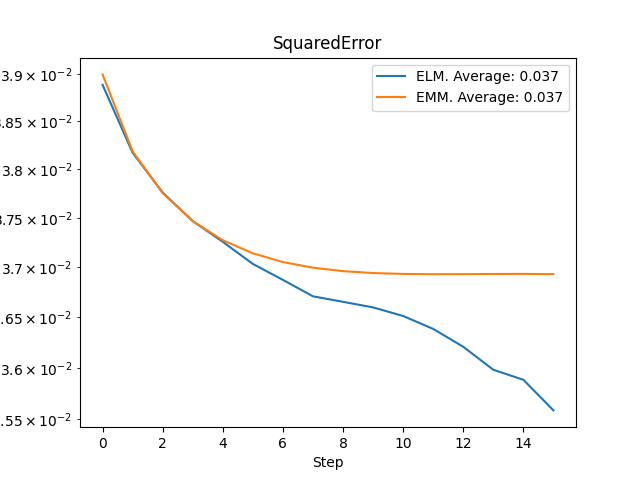 SquaredError
ELM. Average: 0.037
EMM. Average: 0.037
3.9 × 10⁻²
3.85 × 10⁻²
3.8 × 10⁻²
3.75 × 10⁻²
3.7 × 10⁻²
.65 × 10⁻²
3.6 × 10⁻²
.55 × 10⁻²
0 2 4 6 8 10 12 14
Step